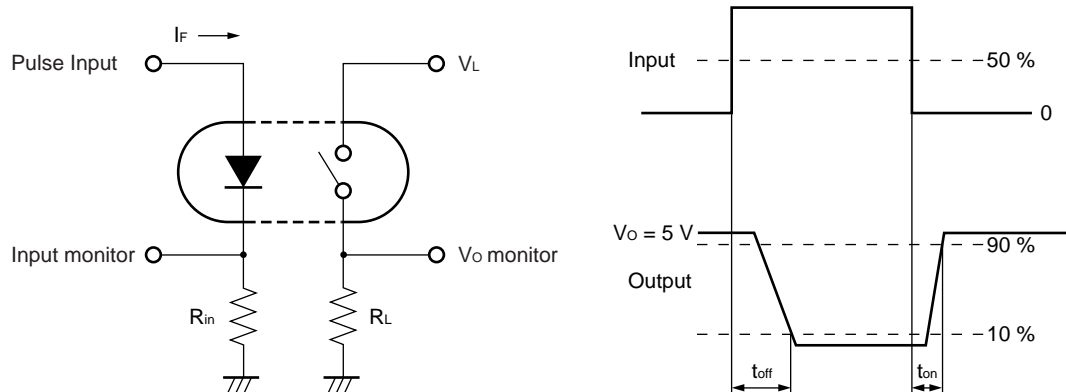 IF
Pulse Input
VL
Input monitor
VO monitor
Rin
RL
Input
50 %
0
VO = 5 V
90 %
Output
10 %
toff
ton